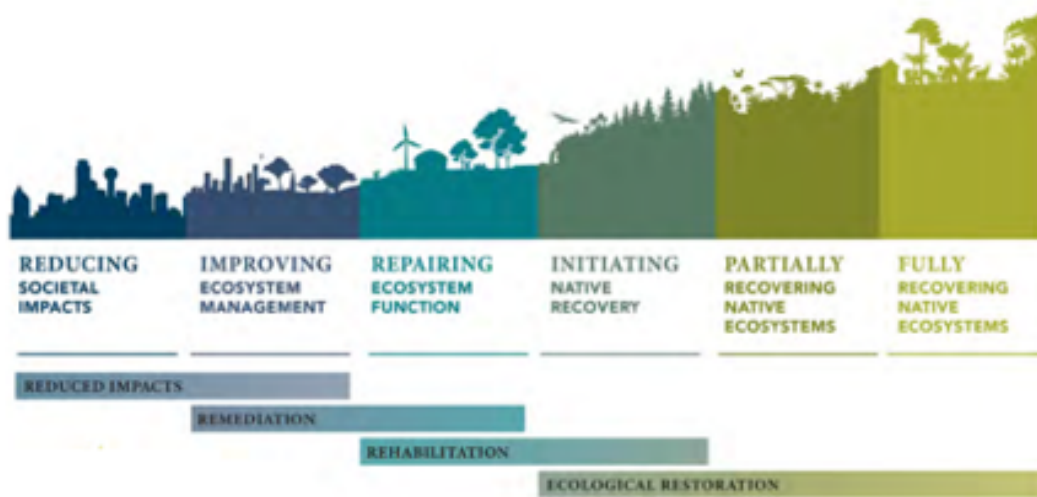 REDUCING
SOCIETAL
IMPACTS
IMPROVING
ECOSYSTEM
MANAGEMENT
REPAIRING
ECOSYSTEM
FUNCTION
INITIATING
NATIVE
RECOVERY
PARTIALLY
RECOVERING
NATIVE
ECOSYSTEMS
FULLY
RECOVERING
NATIVE
ECOSYSTEMS
REDUCED IMPACTS
REMEDIATION
REHABILITATION
ECOLOGICAL RESTORATION